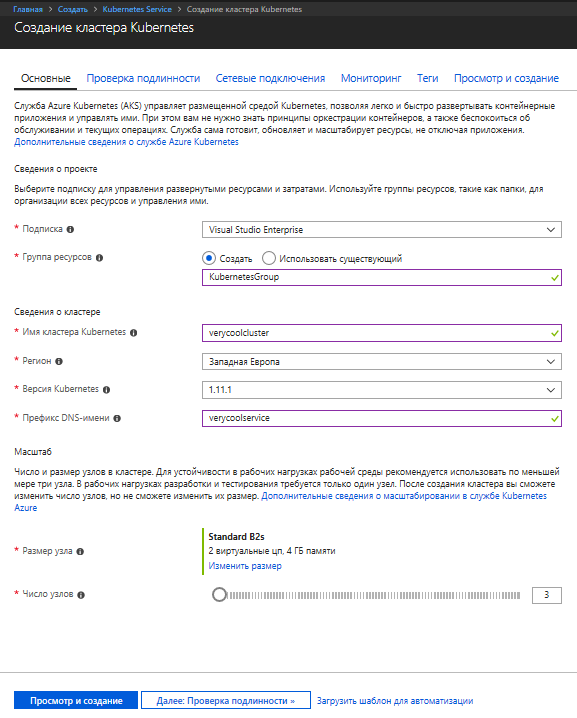 Главная > Создать > Kubernetes Service > Создание кластера Kubernetes
Создание кластера Kubernetes
Основные Проверка подлинности Сетевые подключения Мониторинг Теги Просмотр и создание
Служба Azure Kubernetes (AKS) управляет размещенной средой Kubernetes, позволяя легко и быстро развертывать контейнерные
приложения и управлять ими. При этом вам не нужно знать принципы оркестрации контейнеров, а также беспокоиться об
обслуживании и текущих операциях. Служба сама готовит, обновляет и масштабирует ресурсы, не отключая приложения.
Дополнительные сведения о службе Azure Kubernetes
Сведения о проекте
Выберите подписку для управления развернутыми ресурсами и затратами. Используйте группы ресурсов, такие как папки, для
организации всех ресурсов и управления ими.
* Подписка Visual Studio Enterprise
* Группа ресурсов Создать Использовать существующий
KubernetesGroup
Сведения о кластере
* Имя кластера Kubernetes verycoolcluster
* Регион Западная Европа
* Версия Kubernetes 1.11.1
* Префикс DNS-имени verycoolservice
Масштаб
Число и размер узлов в кластере. Для устойчивости в рабочих нагрузках рабочей среды рекомендуется использовать по меньшей
мере три узла. В рабочих нагрузках разработки и тестирования требуется только один узел. После создания кластера вы сможете
изменить число узлов, но не сможете изменить их размер. Дополнительные сведения о масштабировании в службе Kubernetes
Azure
Standard B2s
* Размер узла 2 виртуальные цп, 4 ГБ памяти
Изменить размер
* Число узлов 3
Просмотр и создание Далее: Проверка подлинности » Загрузить шаблон для автоматизации